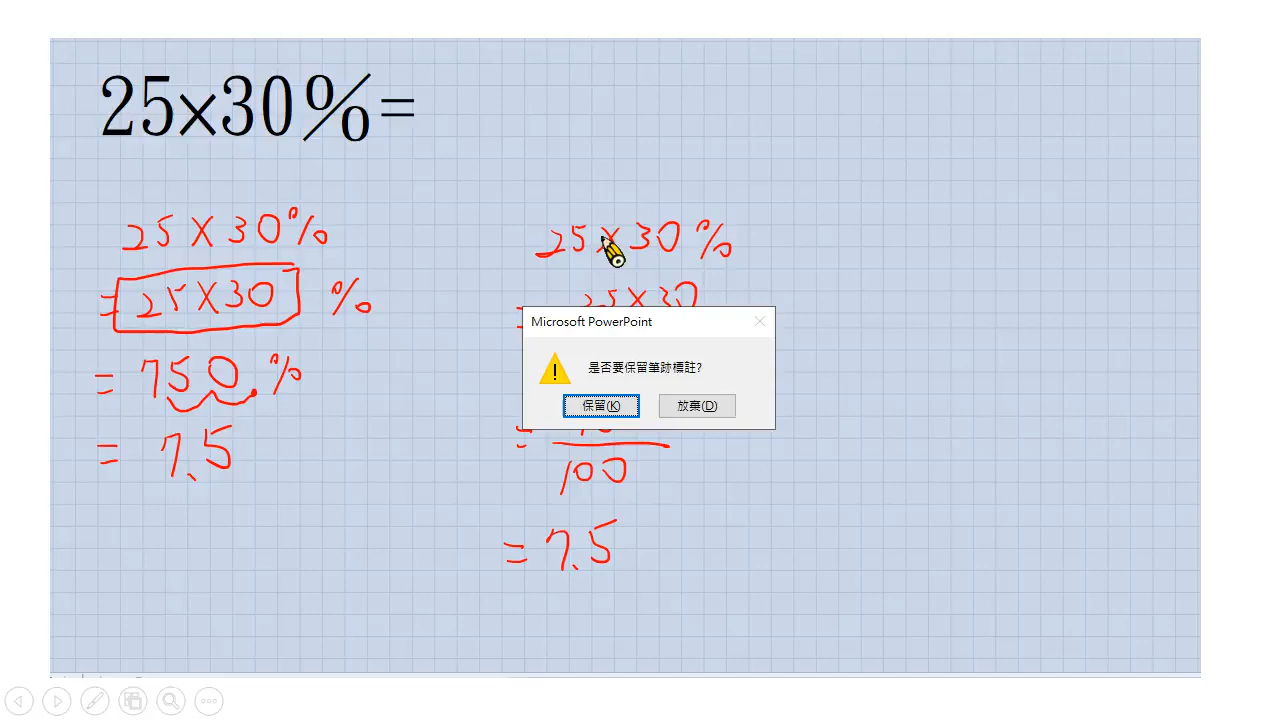 25×30%=
25×30%
=25×30 %
=750.%
=7.5
25×30%
=25×30
Microsoft PowerPoint
是否要保留筆跡標註?
保留(K)
放棄(D)
=
100
=7.5